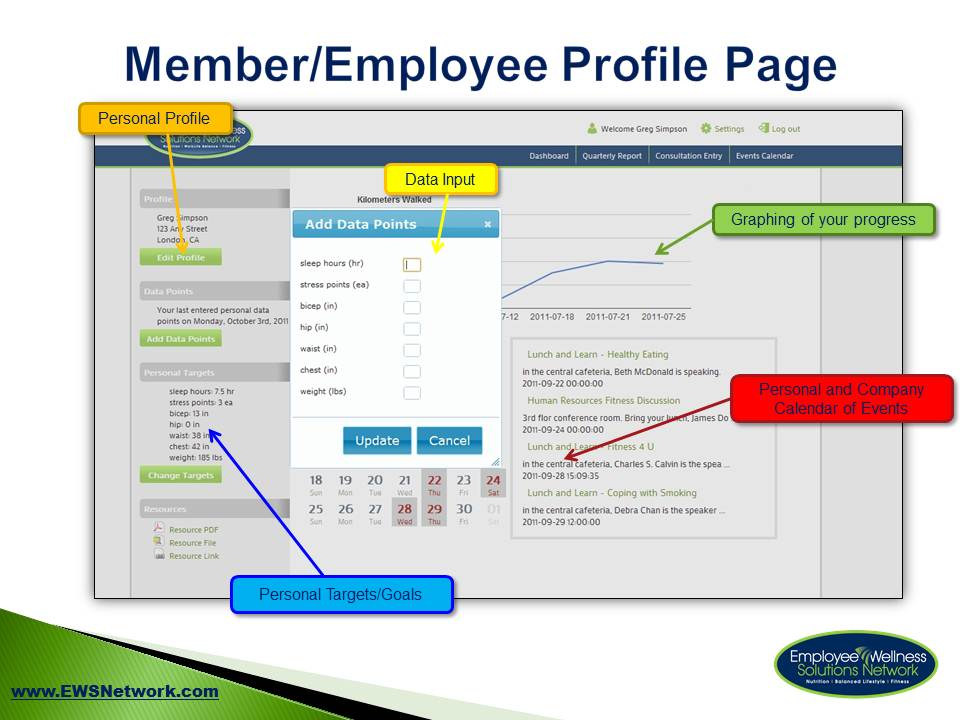 Member/Employee Profile Page
Personal Profile
Wellness
Solutions Network
Nutrition | Work/Life Balance | Fitness
Welcome Greg Simpson
Settings
Log out
Dashboard
Quarterly Report
Consultation Entry
Events Calendar
Data Input
Graphing of your progress
Profile
Greg Simpson
123 Any Street
London, CA
Edit Profile
Data Points
Your last entered personal data
points on Monday, October 3rd, 2011
Add Data Points
Personal Targets
sleep hours: 7.5 hr
stress points: 3 ea
bicep: 13 in
hip: 0 in
waist: 38 in
chest: 42 in
weight: 185 lbs
Change Targets
Resources
Resource PDF
Resource File
Resource Link
Kilometers Walked
Add Data Points ×
sleep hours (hr)
stress points (ea)
bicep (in)
hip (in)
waist (in)
chest (in)
weight (lbs)
Update
Cancel
7-12 2011-07-18 2011-07-21 2011-07-25
18 19 20 21 22 23 24
Sun Mon Tue Wed Thu Fri Sat
25 26 27 28 29 30 01
Sun Mon Tue Wed Thu Fri Sat
Lunch and Learn - Healthy Eating
in the central cafeteria, Beth McDonald is speaking.
2011-09-22 00:00:00
Human Resources Fitness Discussion
3rd flor conference room. Bring your lunch, James Do
2011-09-24 00:00:00
Lunch and Learn - Fitness 4 U
in the central cafeteria, Charles S. Calvin is the spea ...
2011-09-28 15:09:35
Lunch and Learn - Coping with Smoking
in the central cafeteria, Debra Chan is the speaker ...
2011-09-29 12:00:00
Personal and Company
Calendar of Events
Personal Targets/Goals
www.EWSNetwork.com
Employee Wellness
Solutions Network
Nutrition | Balanced Lifestyle | Fitness